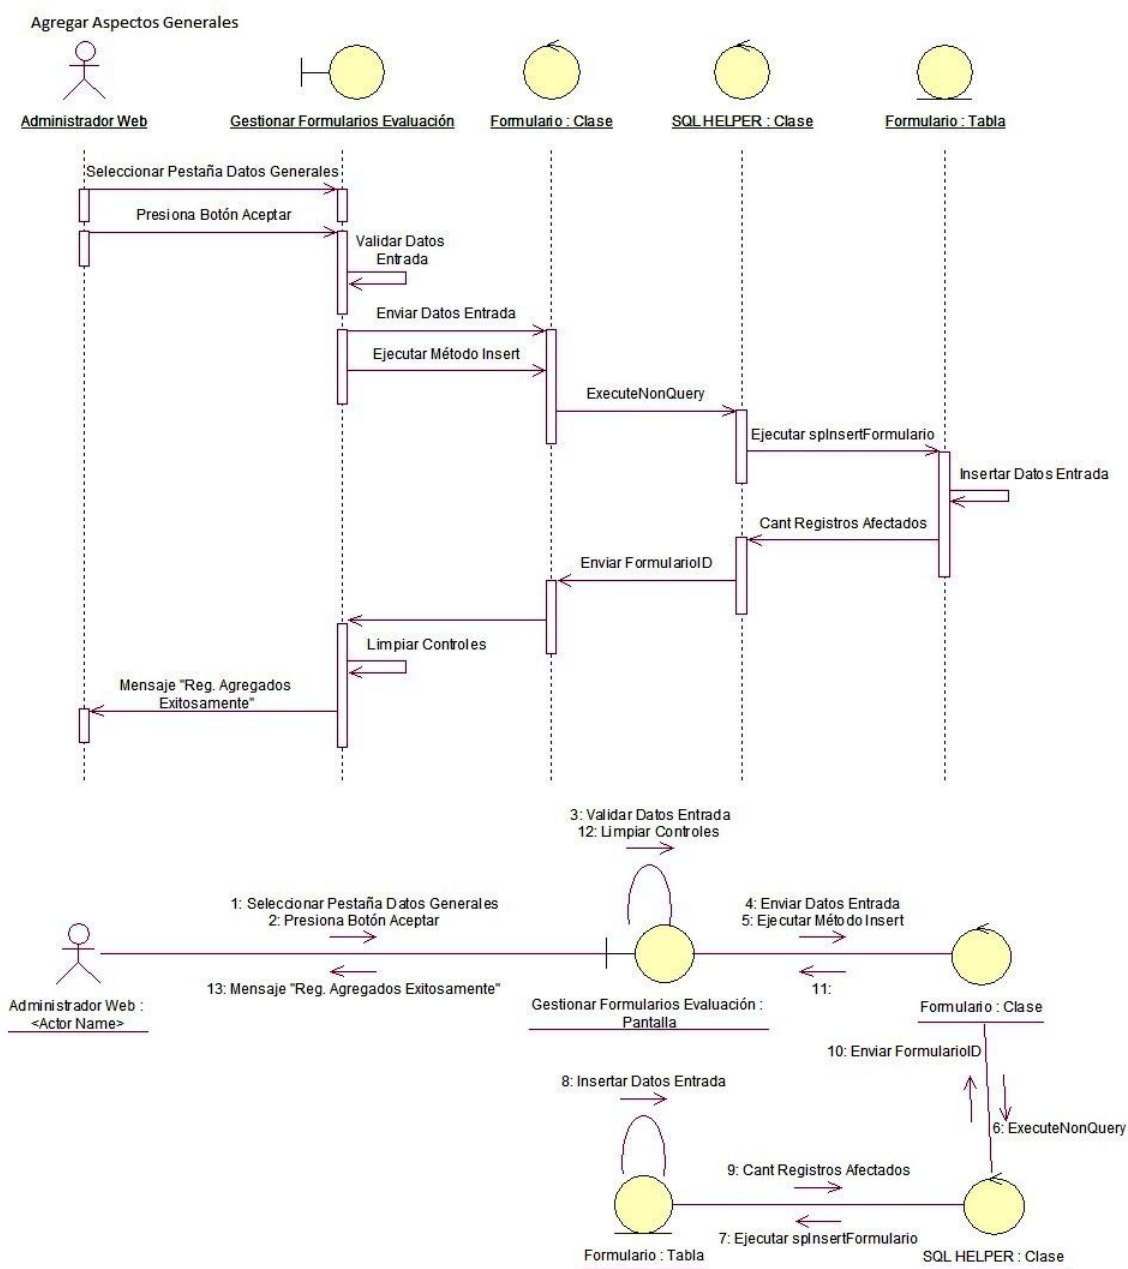 Agregar Aspectos Generales
Administrador Web
Gestionar Formularios Evaluación
Formulario : Clase
SQL HELPER : Clase
Formulario : Tabla
Seleccionar Pestaña Datos Generales
Presiona Botón Aceptar
Validar Datos
Entrada
Enviar Datos Entrada
Ejecutar Método Insert
ExecuteNonQuery
Ejecutar spInsertFormulario
Insertar Datos Entrada
Cant Registros Afectados
Enviar FormularioID
Limpiar Controles
Mensaje "Reg. Agregados
Exitosamente"
3: Validar Datos Entrada
12: Limpiar Controles
1: Seleccionar Pestaña Datos Generales
2: Presiona Botón Aceptar
4: Enviar Datos Entrada
5: Ejecutar Método Insert
13: Mensaje "Reg. Agregados Exitosamente"
11:
Administrador Web :
<Actor Name>
Gestionar Formularios Evaluación :
Pantalla
Formulario : Clase
10: Enviar FormularioID
8: Insertar Datos Entrada
6: ExecuteNonQuery
9: Cant Registros Afectados
7: Ejecutar spInsertFormulario
Formulario : Tabla
SQL HELPER : Clase